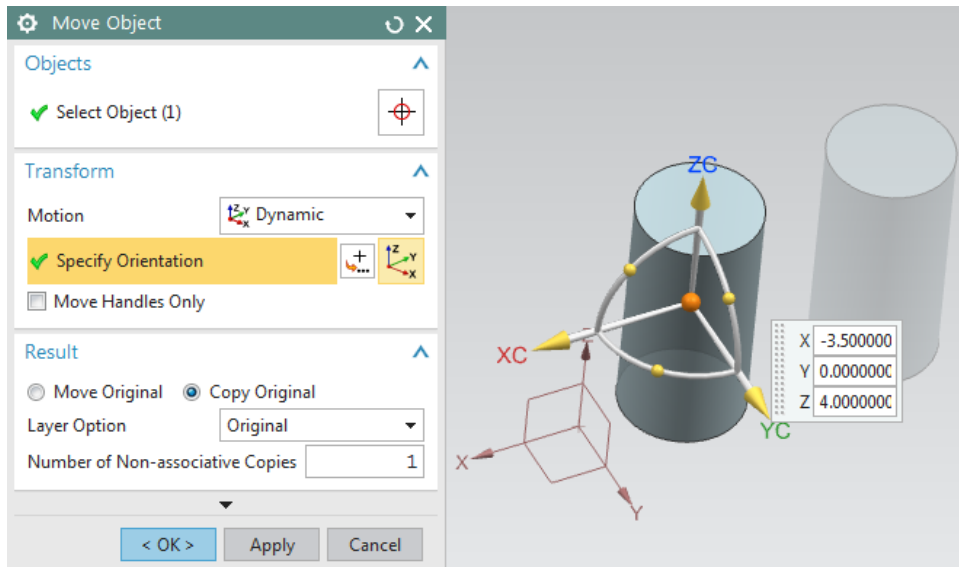 Move Object
Objects
Select Object (1)
Transform
Motion
Dynamic
Specify Orientation
Move Handles Only
Result
Move Original Copy Original
Layer Option
Original
Number of Non-associative Copies
1
< OK > Apply Cancel
ZC
XC
YC
X -3.500000
Y 0.0000000
Z 4.0000000
X
Y